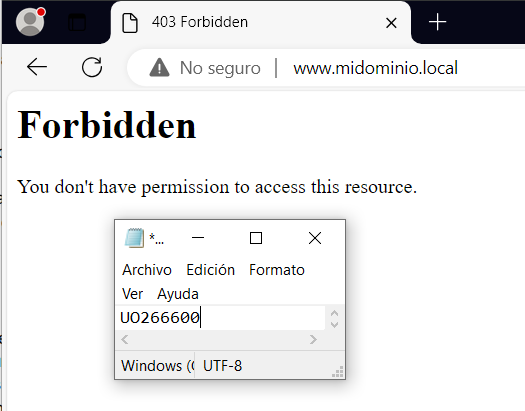 403 Forbidden
No seguro
www.midominio.local
Forbidden
You don't have permission to access this resource.
*...
Archivo Edición Formato
Ver Ayuda
UO266600
Windows (C
UTF-8